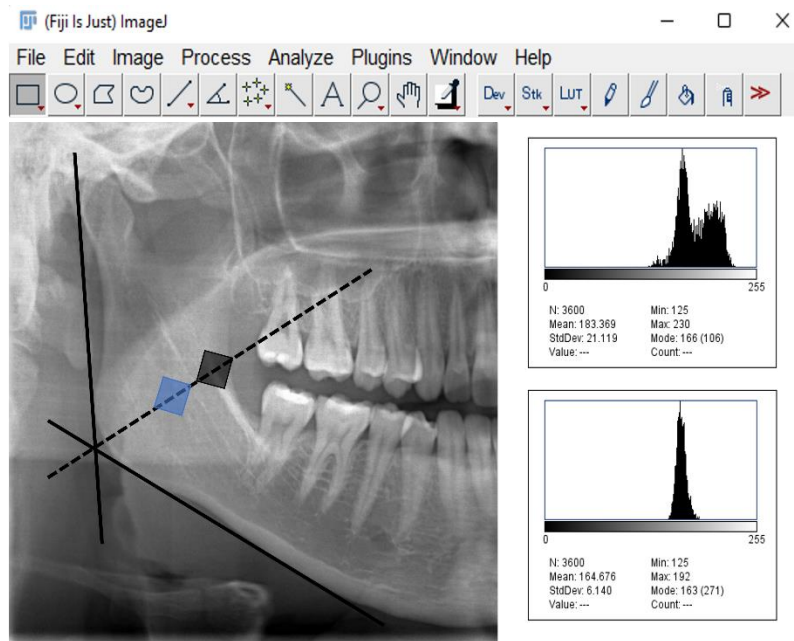 (Fiji Is Just) ImageJ
File Edit Image Process Analyze Plugins Window Help
Dev Stk LUT
0 255
N: 3600 Min: 125
Mean: 183.369 Max: 230
StdDev: 21.119 Mode: 166 (106)
Value: --- Count: ---
0 255
N: 3600 Min: 125
Mean: 164.676 Max: 192
StdDev: 6.140 Mode: 163 (271)
Value: --- Count: ---